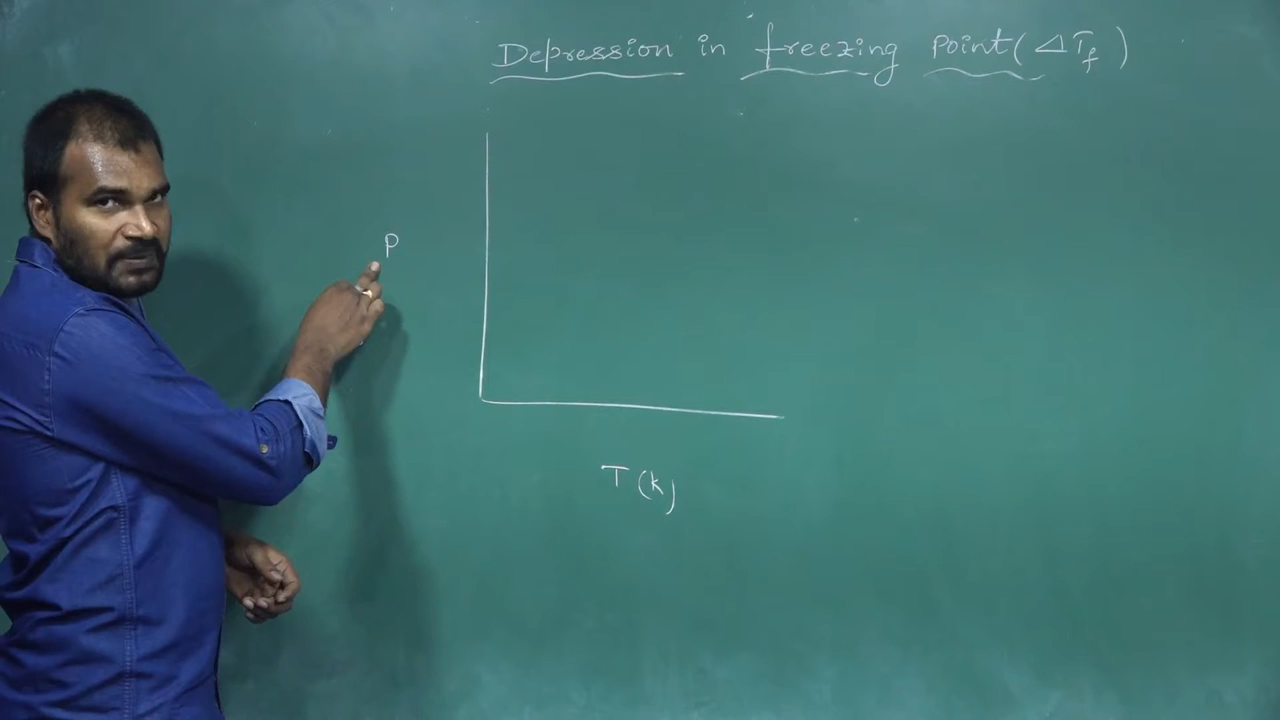 Depression in freezing point (ΔTf)
P
T (K)